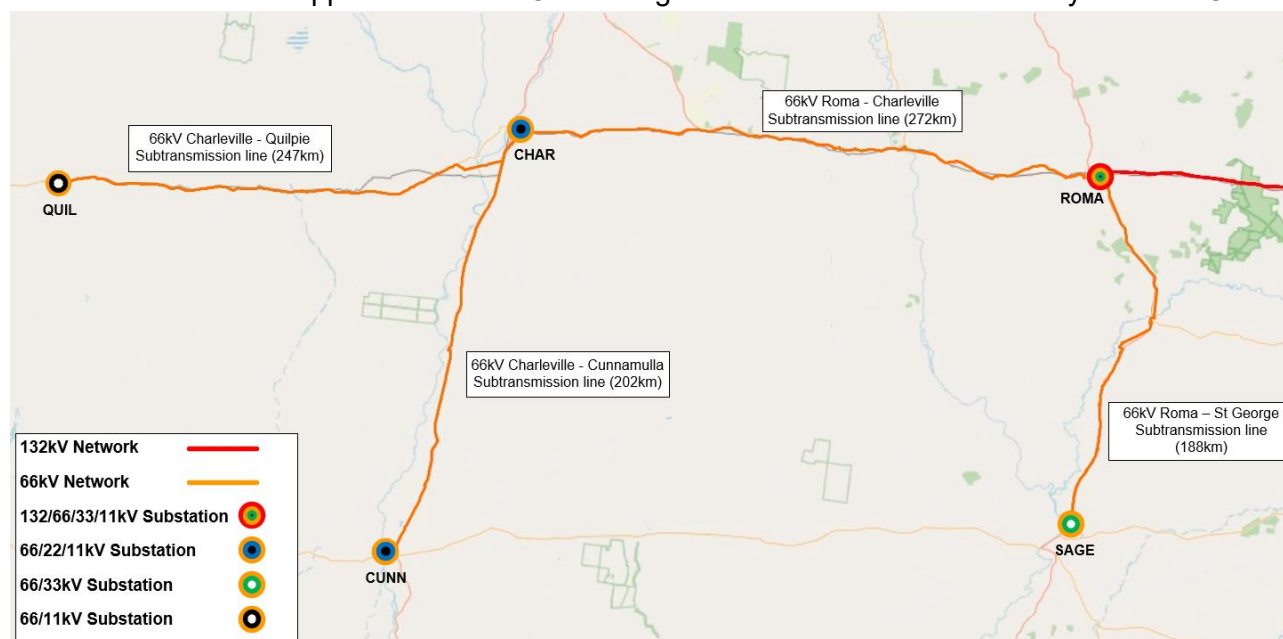 66kV Roma - Charleville
Subtransmission line (272km)
66kV Charleville - Quilpie
Subtransmission line (247km)
CHAR
QUIL
ROMA
66kV Charleville - Cunnamulla
Subtransmission line (202km)
66kV Roma – St George
Subtransmission line
(188km)
132kV Network
66kV Network
132/66/33/11kV Substation
66/22/11kV Substation
66/33kV Substation
66/11kV Substation
CUNN
SAGE